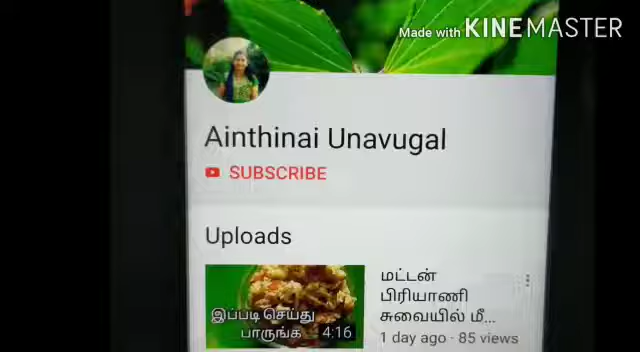 Made with KINEMASTER
Ainthinai Unavugal
SUBSCRIBE
Uploads
மட்டன்
பிரியாணி
சுவையில் மீ...
1 day ago · 85 views
இப்படி செய்து
பாருங்க
4:16